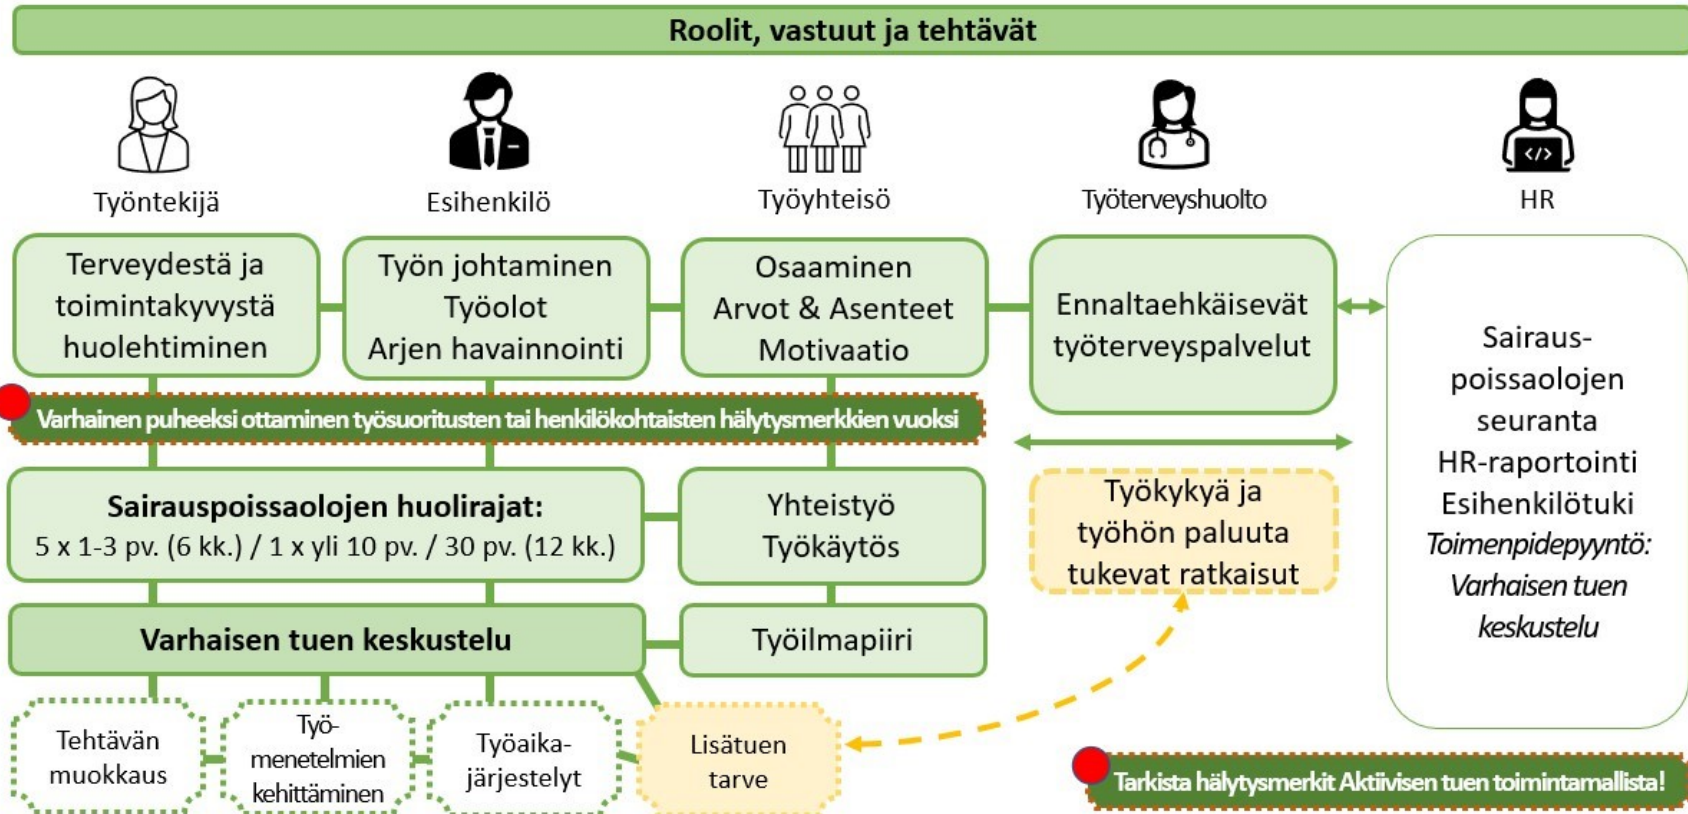 Roolit, vastuut ja tehtävät
Työntekijä
Esihenkilö
Työyhteisö
Työterveyshuolto
HR
Terveydestä ja
toimintakyvystä
huolehtiminen
Työn johtaminen
Työolot
Arjen havainnointi
Osaaminen
Arvot & Asenteet
Motivaatio
Ennaltaehkäisevät
työterveyspalvelut
Sairaus-
poissaolojen
seuranta
HR-raportointi
Esihenkilötuki
Toimenpidepyyntö:
Varhaisen tuen
keskustelu
Varhainen puheeksi ottaminen työsuoritusten tai henkilökohtaisten hälytysmerkkien vuoksi
Sairauspoissaolojen huolirajat:
5 x 1-3 pv. (6 kk.) / 1 x yli 10 pv. / 30 pv. (12 kk.)
Yhteistyö
Työkäytös
Työkykyä ja
työhön paluuta
tukevat ratkaisut
Varhaisen tuen keskustelu
Työilmapiiri
Tehtävän
muokkaus
Työ-
menetelmien
kehittäminen
Työaika-
järjestelyt
Lisätuen
tarve
Tarkista hälytysmerkit Aktiivisen tuen toimintamallista!